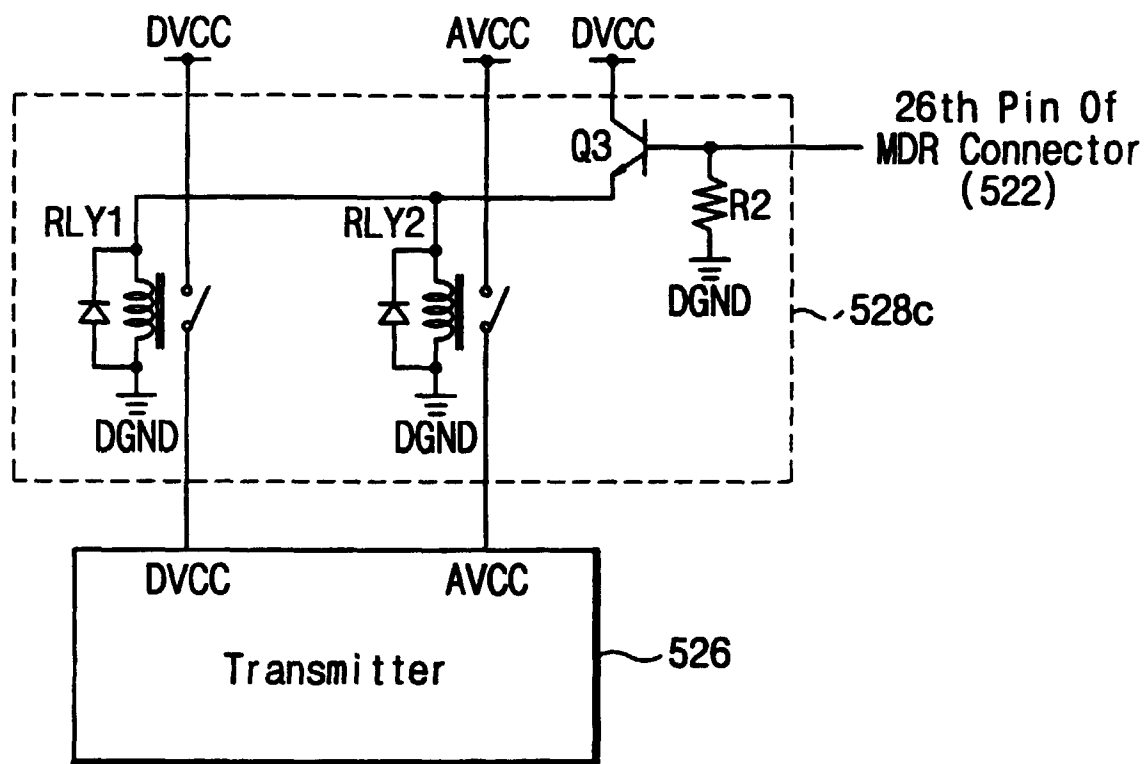 DVCC
AVCC
DVCC
26th Pin Of
MDR Connector
(522)
Q3
R2
RLY1
RLY2
DGND
528c
DGND
DGND
DVCC
AVCC
Transmitter
526